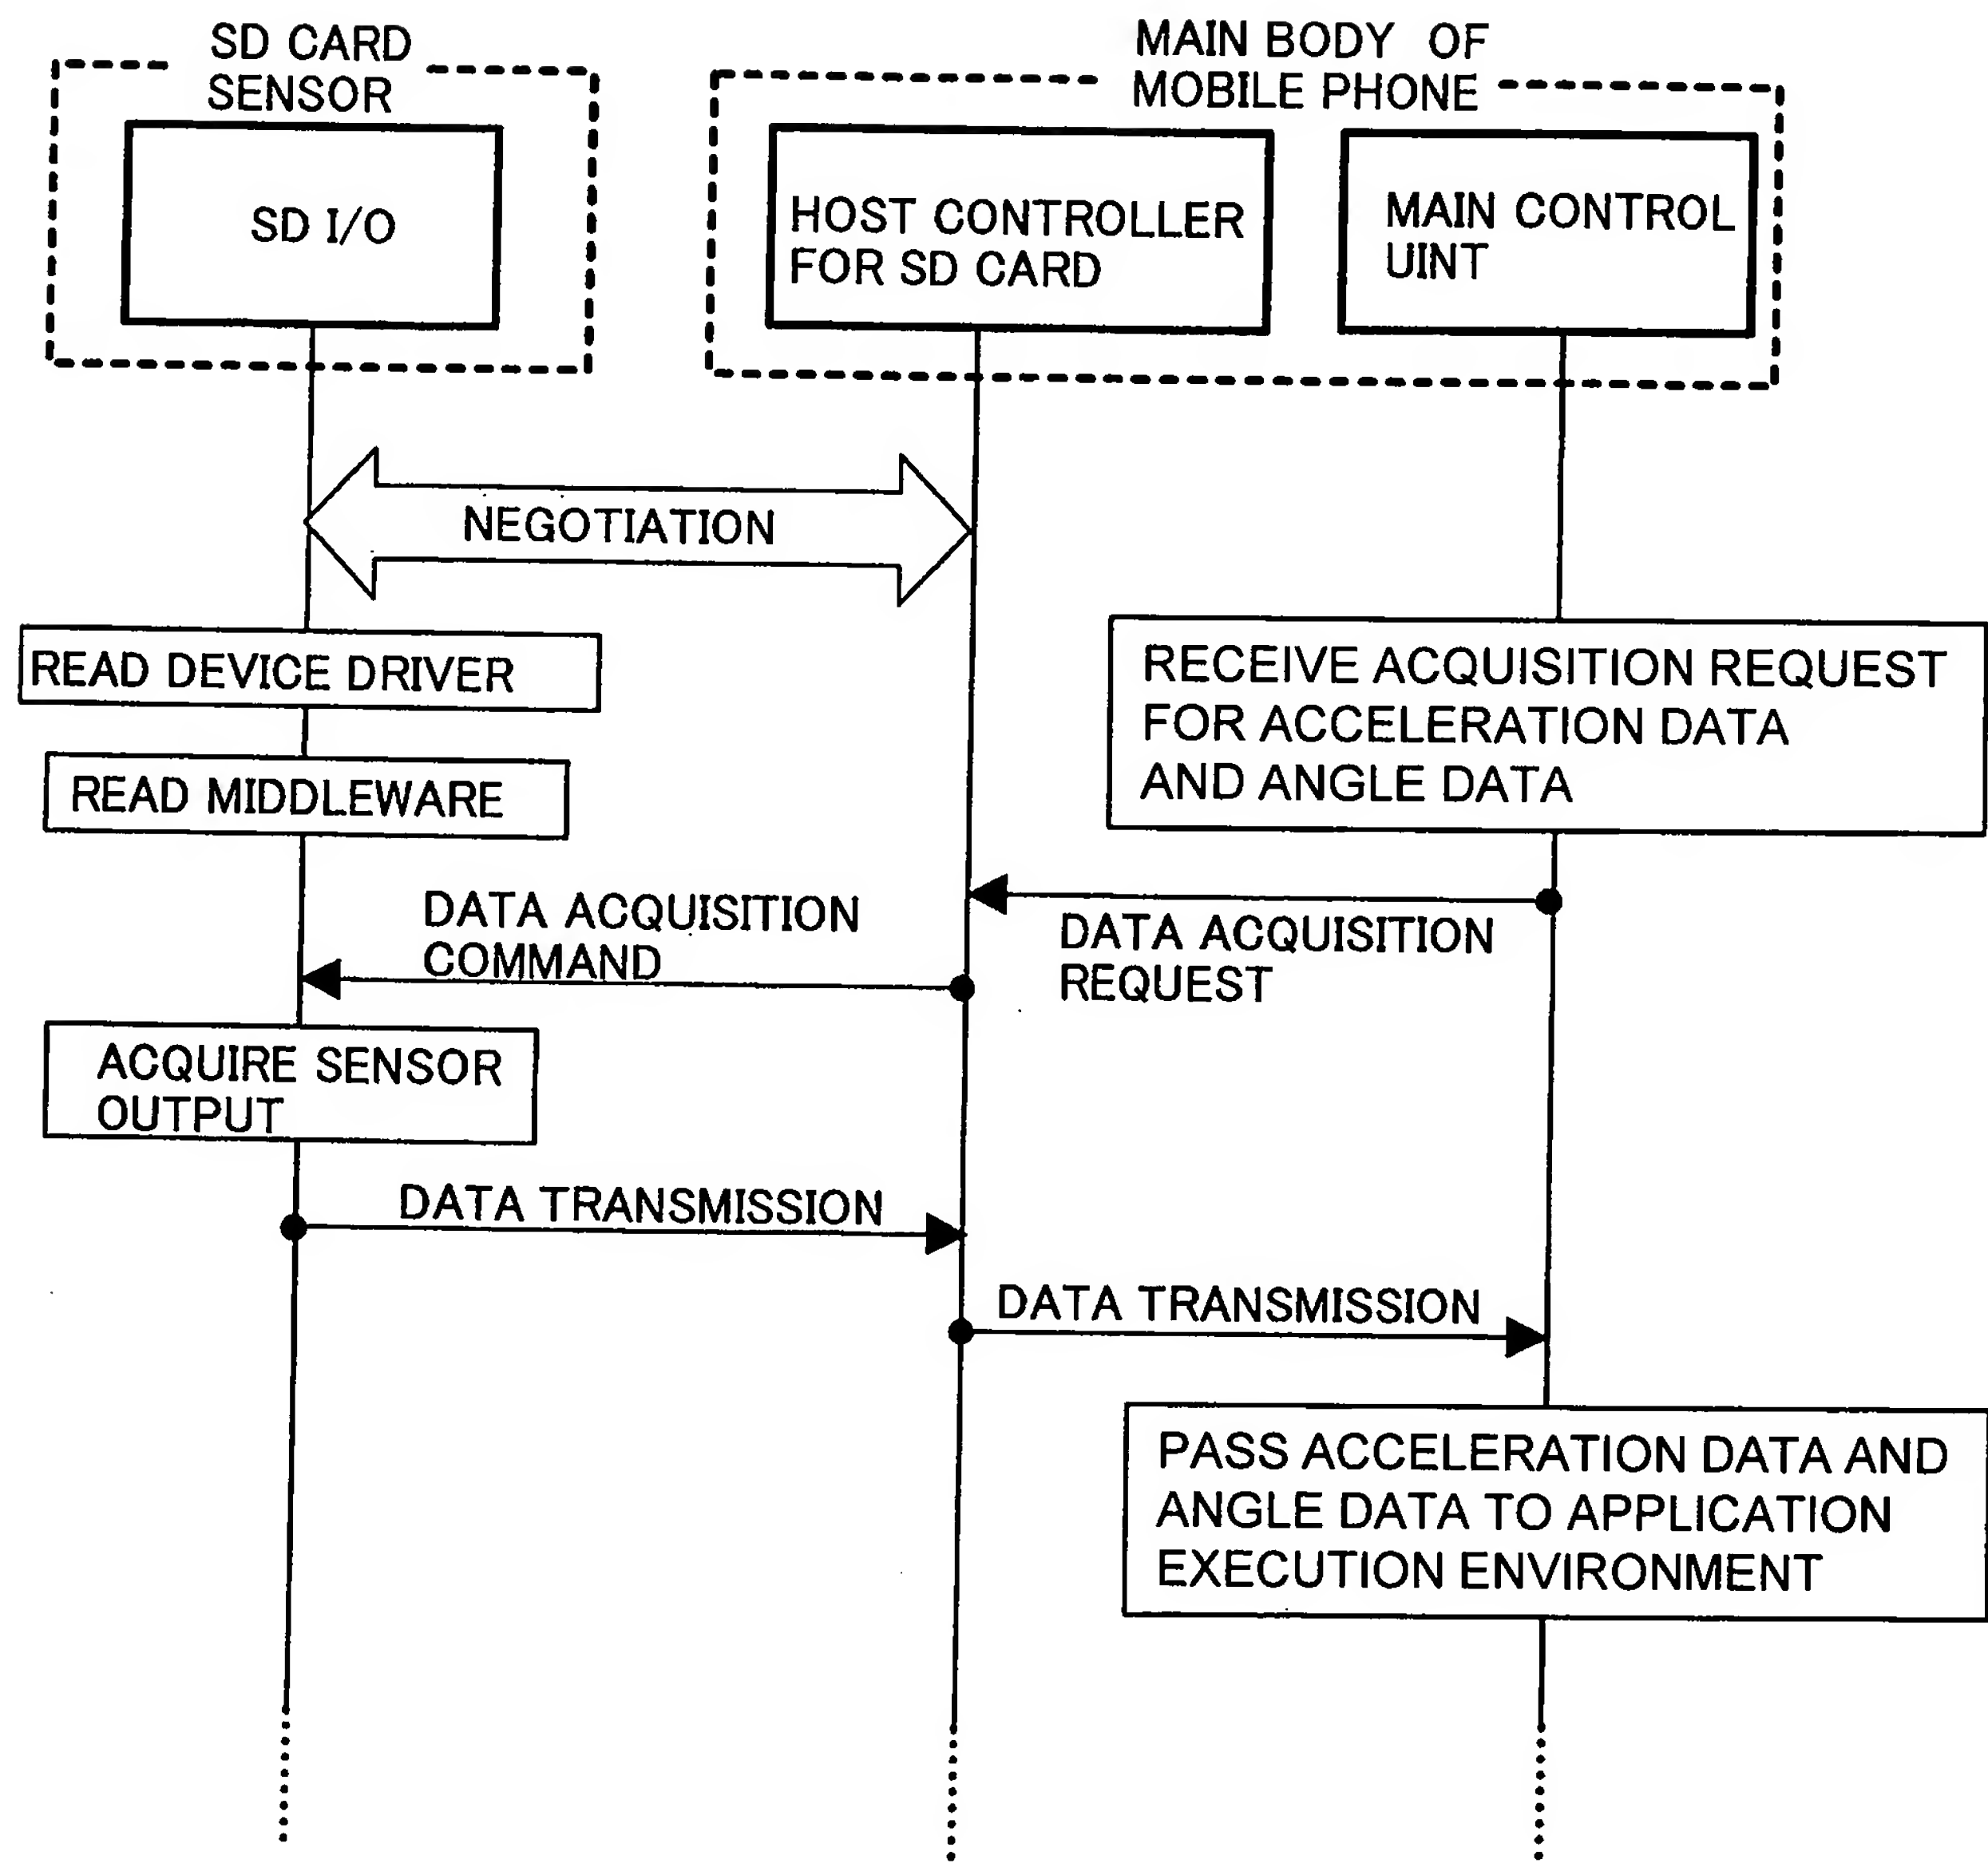 SD CARD
SENSOR
MAIN BODY OF
MOBILE PHONE
SD I/O
HOST CONTROLLER
FOR SD CARD
MAIN CONTROL
UINT
NEGOTIATION
READ DEVICE DRIVER
RECEIVE ACQUISITION REQUEST
FOR ACCELERATION DATA
AND ANGLE DATA
READ MIDDLEWARE
DATA ACQUISITION
COMMAND
DATA ACQUISITION
REQUEST
ACQUIRE SENSOR
OUTPUT
DATA TRANSMISSION
DATA TRANSMISSION
PASS ACCELERATION DATA AND
ANGLE DATA TO APPLICATION
EXECUTION ENVIRONMENT